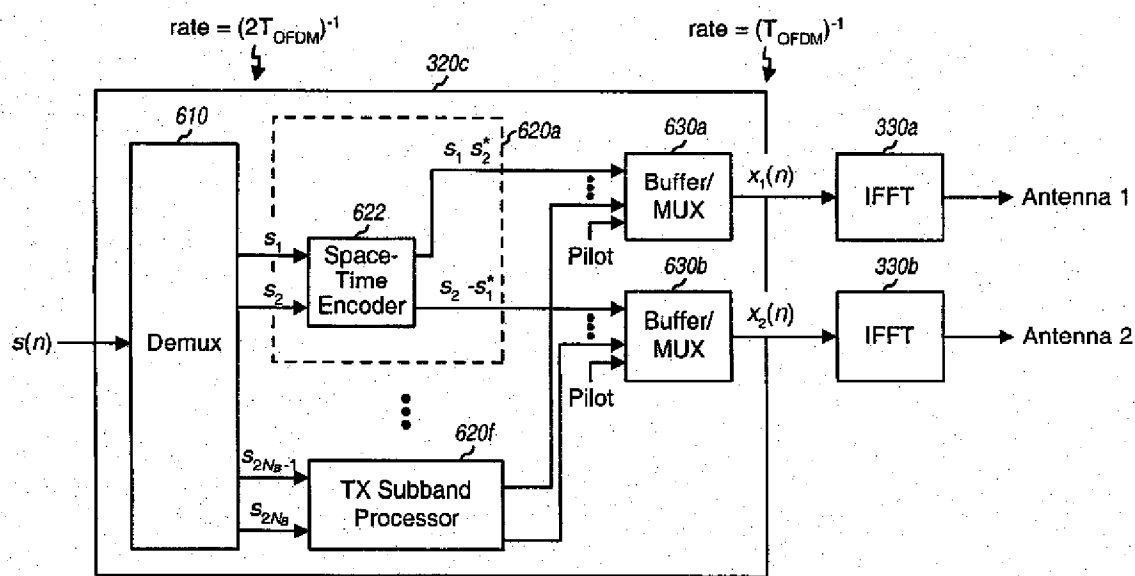 rate = (2T_OFDM)^-1
rate = (T_OFDM)^-1
320c
610
620a
s_1 s_2^*
630a
Buffer/
MUX
x_1(n)
330a
IFFT
Antenna 1
Pilot
s_1
622
Space-
Time
Encoder
s_2
s_2 -s_1^*
630b
Buffer/
MUX
x_2(n)
330b
IFFT
Antenna 2
Pilot
s(n)
Demux
620f
s_2N_B-1
TX Subband
Processor
s_2N_B